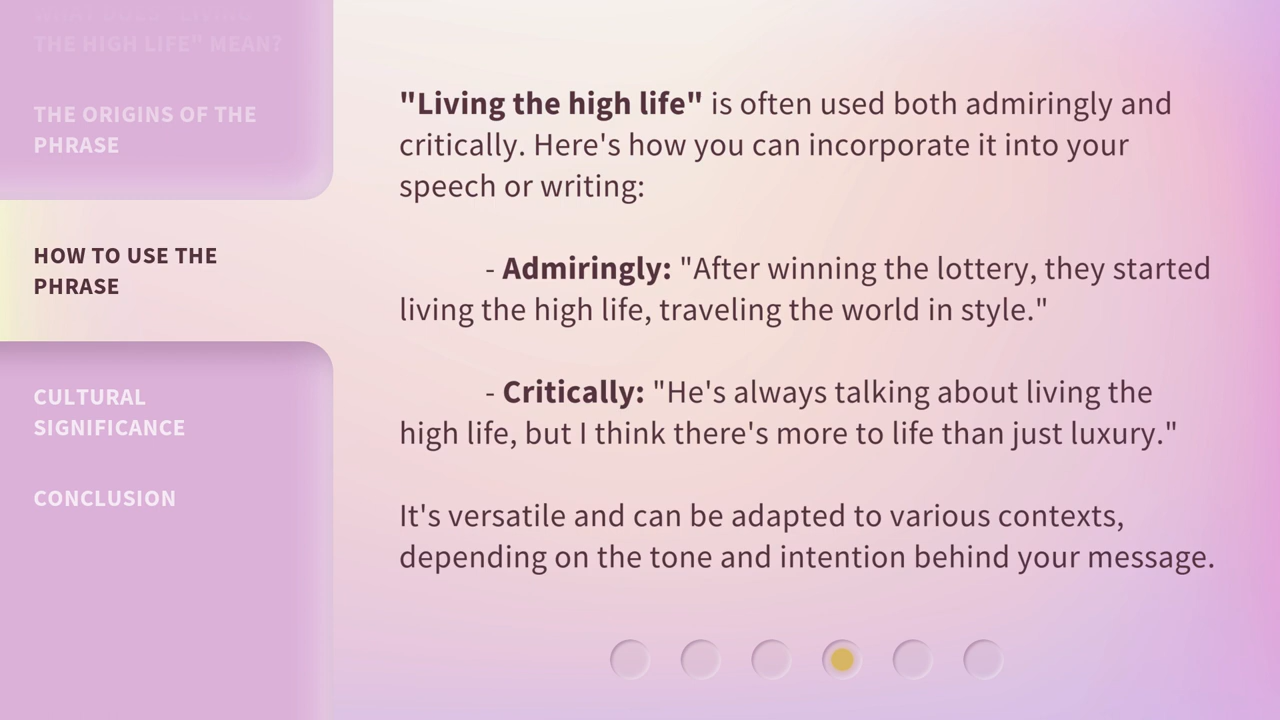 THE HIGH LIFE" MEAN?
THE ORIGINS OF THE
PHRASE
HOW TO USE THE
PHRASE
CULTURAL
SIGNIFICANCE
CONCLUSION
"Living the high life" is often used both admiringly and
critically. Here's how you can incorporate it into your
speech or writing:
- Admiringly: "After winning the lottery, they started
living the high life, traveling the world in style."
- Critically: "He's always talking about living the
high life, but I think there's more to life than just luxury."
It's versatile and can be adapted to various contexts,
depending on the tone and intention behind your message.